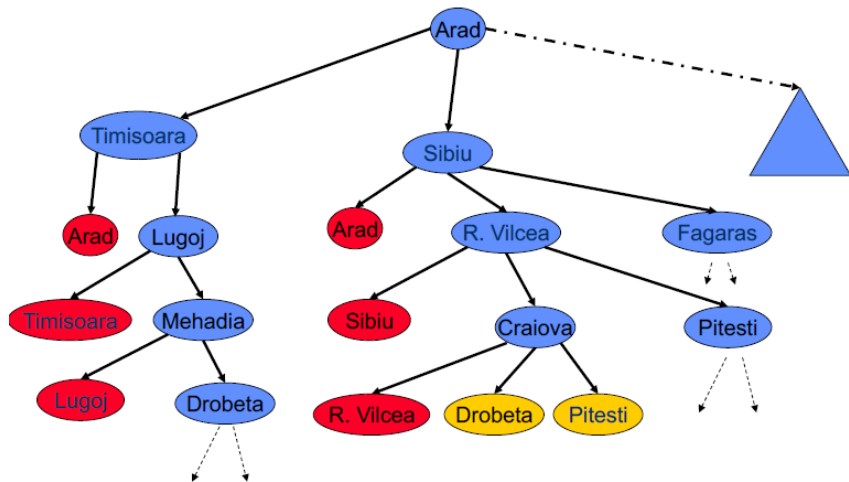 Arad
Timisoara
Sibiu
Arad
Lugoj
Arad
R. Vilcea
Fagaras
Timisoara
Mehadia
Sibiu
Craiova
Pitesti
Lugoj
Drobeta
R. Vilcea
Drobeta
Pitesti